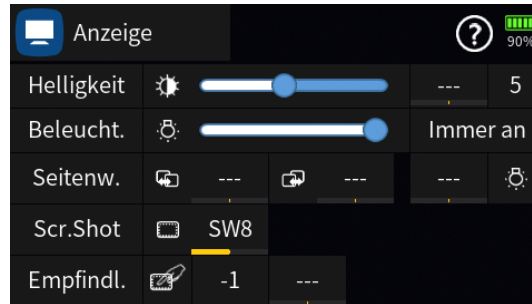 Anzeige ? 90%
Helligkeit --- 5
Beleucht. Immer an
Seitenw. --- --- ---
Scr.Shot SW8
Empfindl. -1 ---